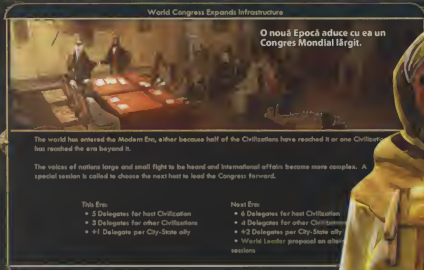 World Congress Expands Infrastructure
O nouă Epocă aduce cu ea un
Congres Mondial lărgit.
The world has entered the Modern Era, either because half of the Civilizations have reached it or one Civilization
has reached the era beyond it.
The voices of nations large and small fight to be heard and international affairs become more complex. A
special session is called to choose the next host to lead the Congress forward.
This Era:
• 5 Delegates for host Civilization
• 3 Delegates for other Civilizations
• +1 Delegate per City-State ally
Next Era:
• 6 Delegates for host Civilization
• 4 Delegates for other Civilizations
• +2 Delegates per City-State ally
• World Leader proposal on
sessions